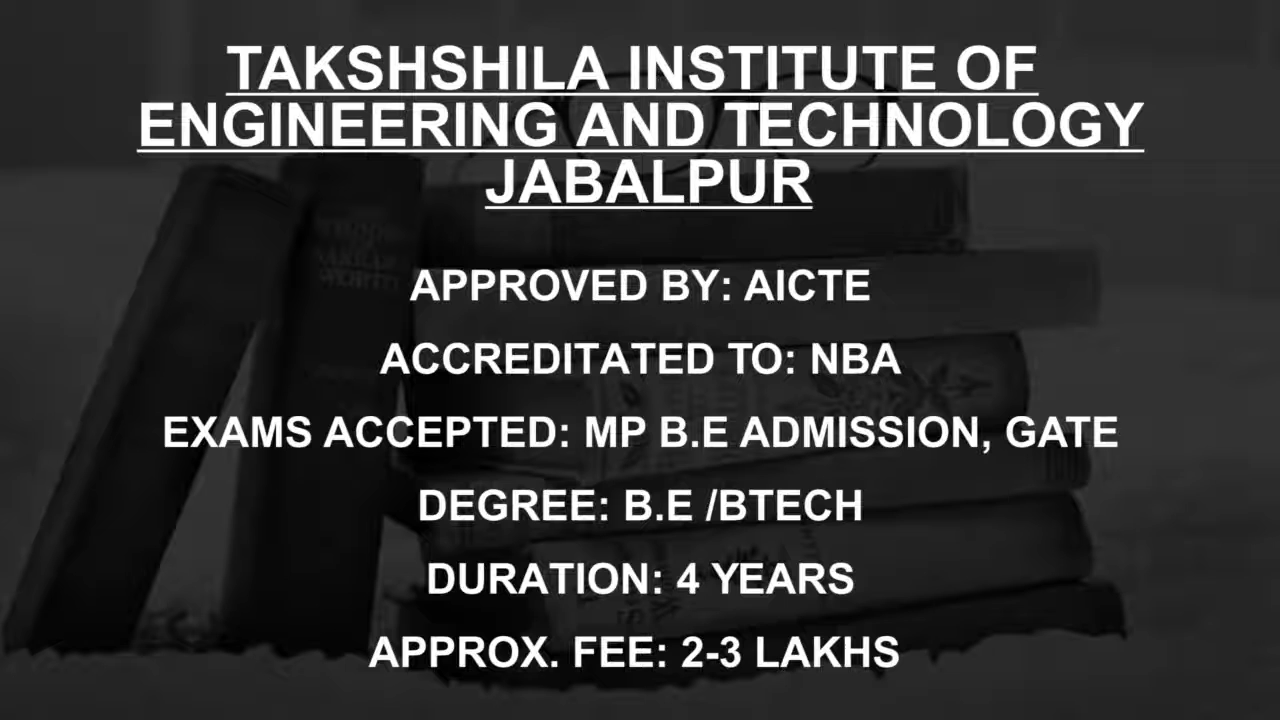 TAKSHSHILA INSTITUTE OF
ENGINEERING AND TECHNOLOGY
JABALPUR
APPROVED BY: AICTE
ACCREDITATED TO: NBA
EXAMS ACCEPTED: MP B.E ADMISSION, GATE
DEGREE: B.E /BTECH
DURATION: 4 YEARS
APPROX. FEE: 2-3 LAKHS